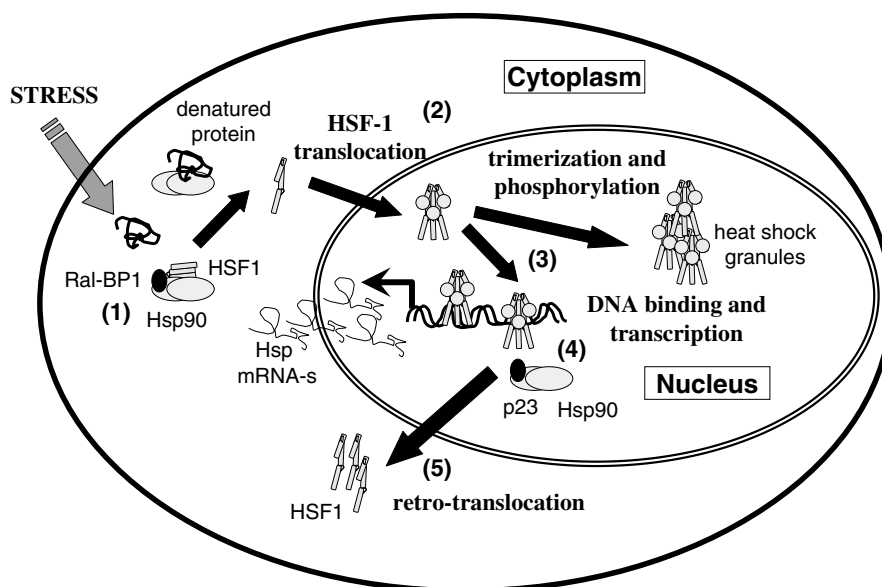 Cytoplasm
STRESS
denatured
protein
HSF-1
translocation
(2)
trimerization and
phosphorylation
heat shock
granules
Ral-BP1
HSF1
(1)
Hsp90
(3)
DNA binding and
transcription
Hsp
mRNA-s
(4)
p23
Hsp90
Nucleus
(5)
retro-translocation
HSF1